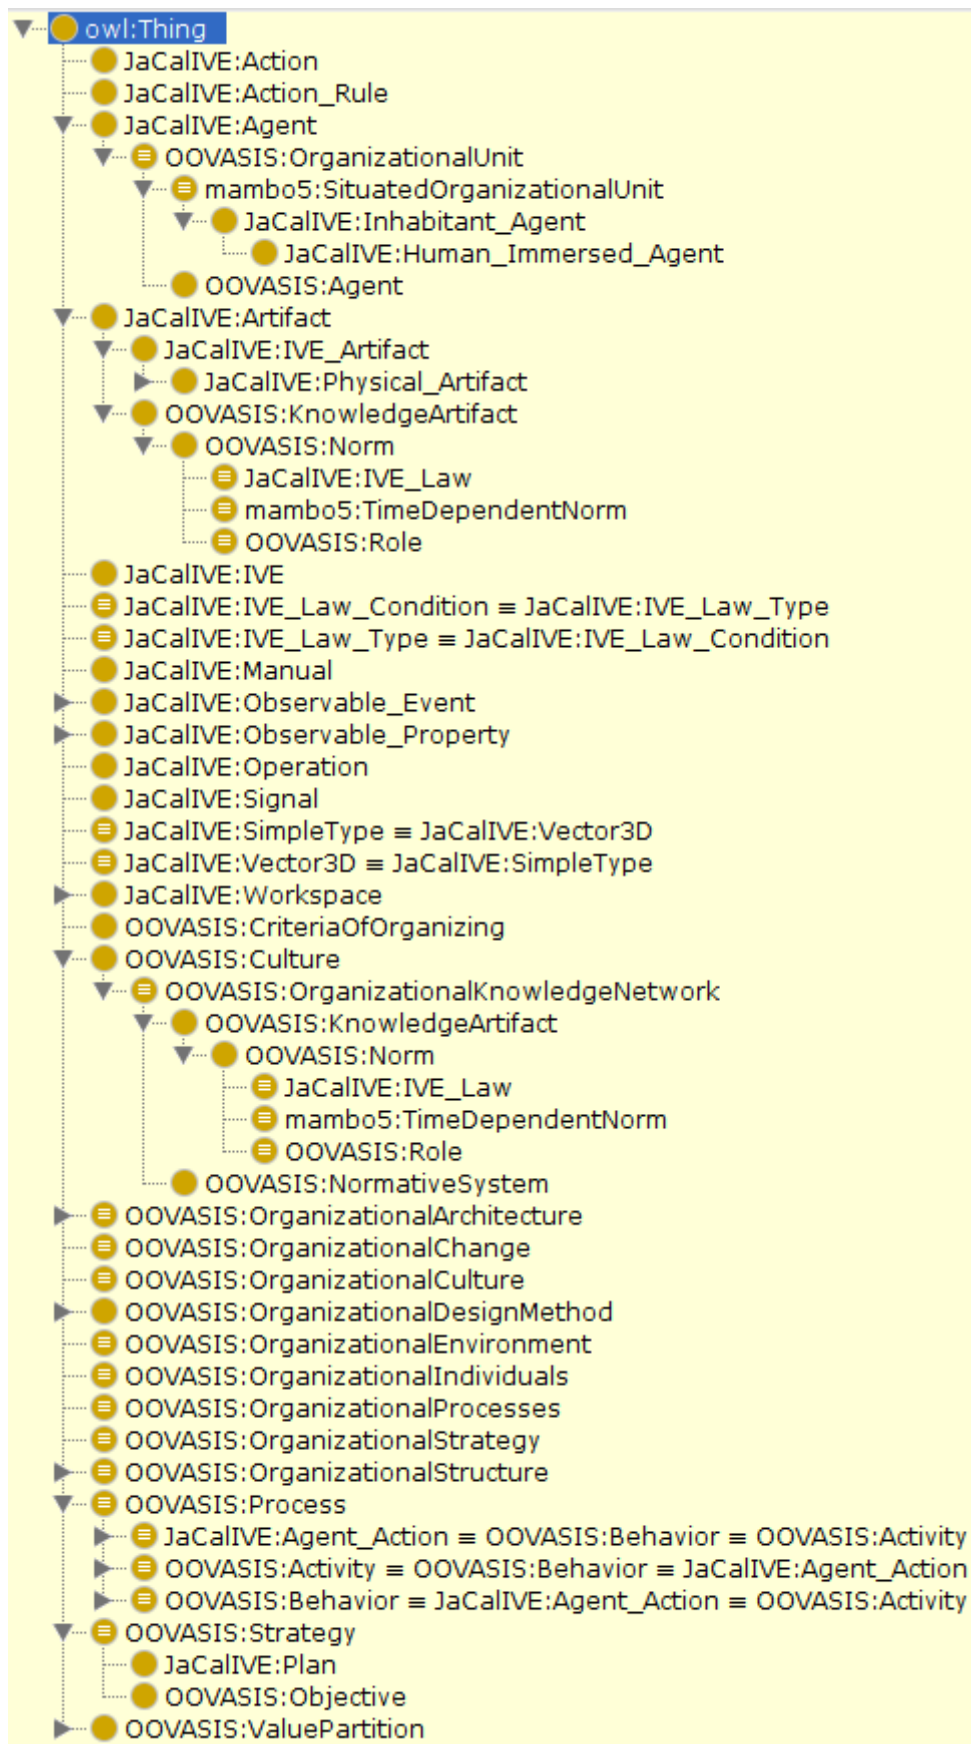 owl:Thing
JaCalIVE:Action
JaCalIVE:Action_Rule
JaCalIVE:Agent
OOVASIS:OrganizationalUnit
mambo5:SituatedOrganizationalUnit
JaCalIVE:Inhabitant_Agent
JaCalIVE:Human_Immersed_Agent
OOVASIS:Agent
JaCalIVE:Artifact
JaCalIVE:IVE_Artifact
JaCalIVE:Physical_Artifact
OOVASIS:KnowledgeArtifact
OOVASIS:Norm
JaCalIVE:IVE_Law
mambo5:TimeDependentNorm
OOVASIS:Role
JaCalIVE:IVE
JaCalIVE:IVE_Law_Condition ≡ JaCalIVE:IVE_Law_Type
JaCalIVE:IVE_Law_Type ≡ JaCalIVE:IVE_Law_Condition
JaCalIVE:Manual
JaCalIVE:Observable_Event
JaCalIVE:Observable_Property
JaCalIVE:Operation
JaCalIVE:Signal
JaCalIVE:SimpleType ≡ JaCalIVE:Vector3D
JaCalIVE:Vector3D ≡ JaCalIVE:SimpleType
JaCalIVE:Workspace
OOVASIS:CriteriaOfOrganizing
OOVASIS:Culture
OOVASIS:OrganizationalKnowledgeNetwork
OOVASIS:KnowledgeArtifact
OOVASIS:Norm
JaCalIVE:IVE_Law
mambo5:TimeDependentNorm
OOVASIS:Role
OOVASIS:NormativeSystem
OOVASIS:OrganizationalArchitecture
OOVASIS:OrganizationalChange
OOVASIS:OrganizationalCulture
OOVASIS:OrganizationalDesignMethod
OOVASIS:OrganizationalEnvironment
OOVASIS:OrganizationalIndividuals
OOVASIS:OrganizationalProcesses
OOVASIS:OrganizationalStrategy
OOVASIS:OrganizationalStructure
OOVASIS:Process
JaCalIVE:Agent_Action ≡ OOVASIS:Behavior ≡ OOVASIS:Activity
OOVASIS:Activity ≡ OOVASIS:Behavior ≡ JaCalIVE:Agent_Action
OOVASIS:Behavior ≡ JaCalIVE:Agent_Action ≡ OOVASIS:Activity
OOVASIS:Strategy
JaCalIVE:Plan
OOVASIS:Objective
OOVASIS:ValuePartition